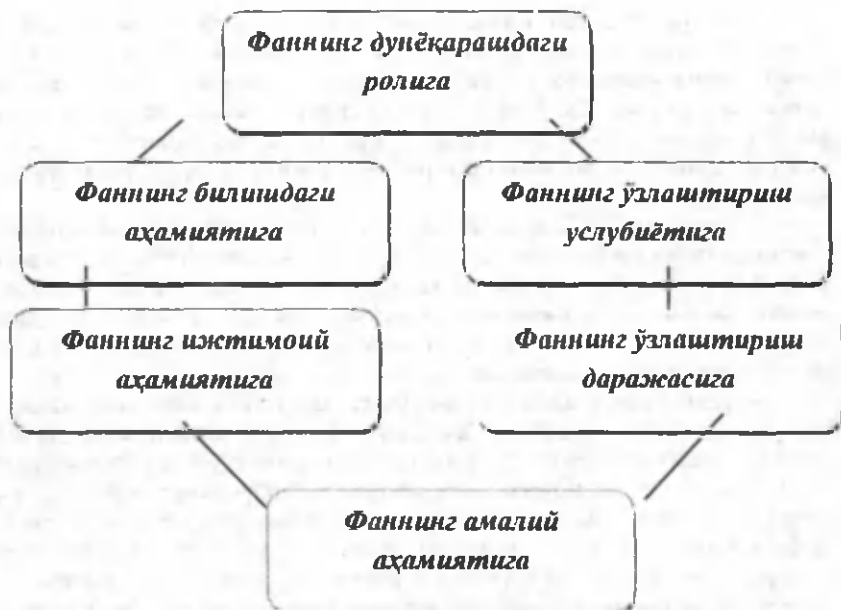 Фаннинг дунёқарашдаги
ролига
Фаннинг билишдаги
аҳамиятига
Фаннинг ўзлаштириш
услубиётига
Фаннинг ижтимоий
аҳамиятига
Фаннинг ўзлаштириш
даражасига
Фаннинг амалий
аҳамиятига